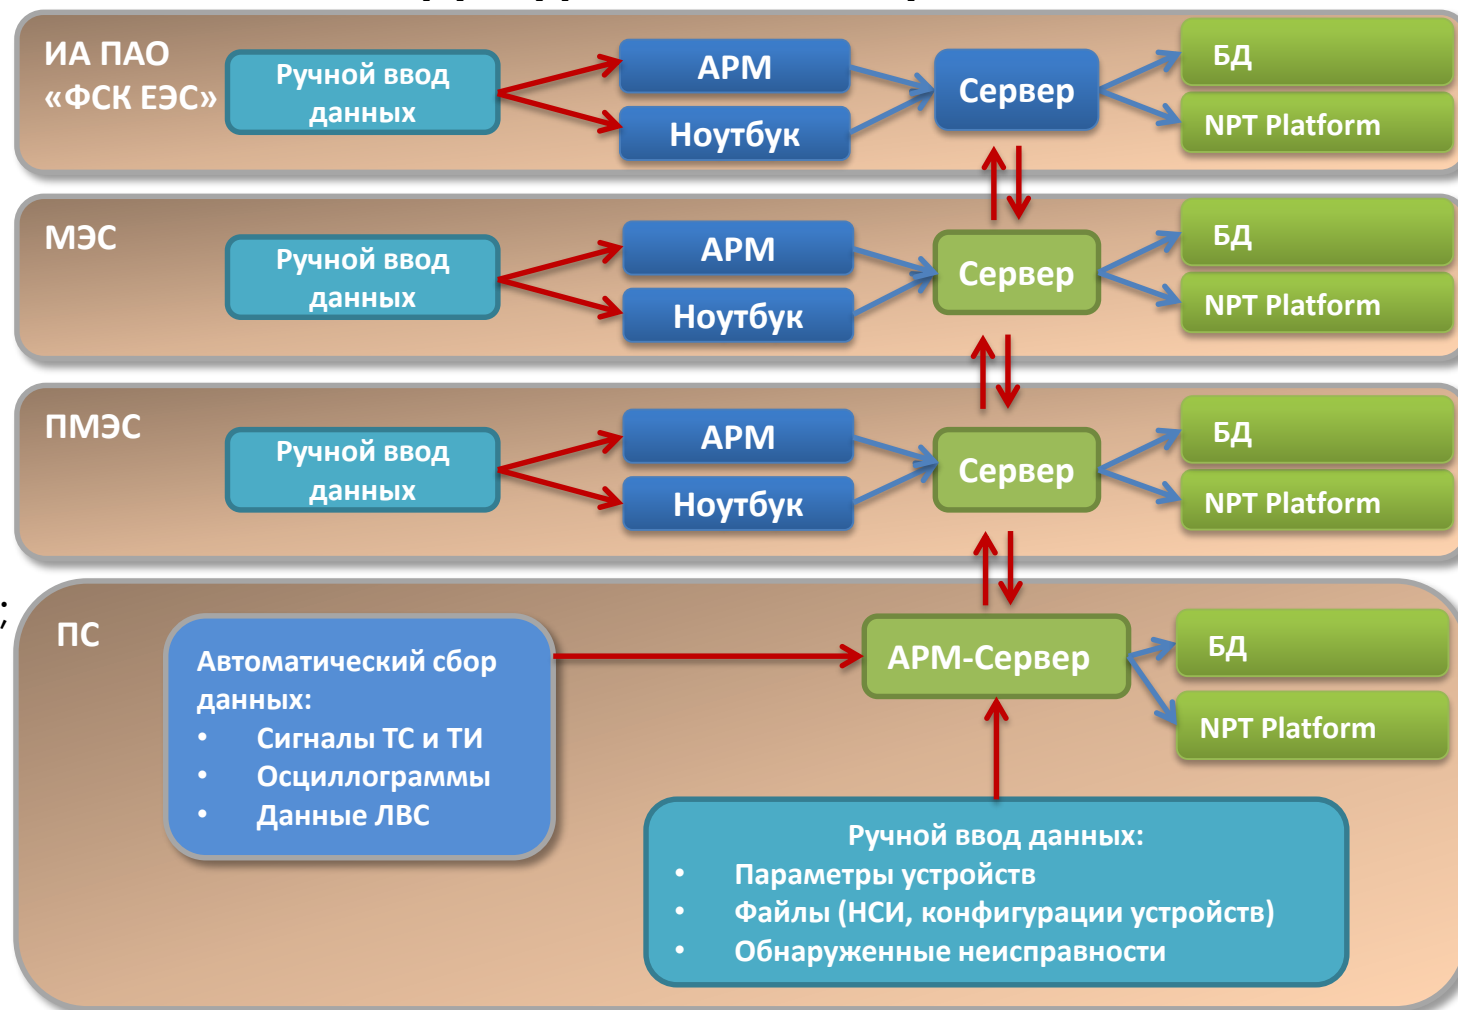 ИА ПАО
«ФСК ЕЭС»
Ручной ввод
данных
АРМ
Ноутбук
Сервер
БД
NPT Platform
МЭС
Ручной ввод
данных
АРМ
Ноутбук
Сервер
БД
NPT Platform
ПМЭС
Ручной ввод
данных
АРМ
Ноутбук
Сервер
БД
NPT Platform
;
ПС
Автоматический сбор
данных:
• Сигналы ТС и ТИ
• Осциллограммы
• Данные ЛВС
АРМ-Сервер
БД
NPT Platform
Ручной ввод данных:
• Параметры устройств
• Файлы (НСИ, конфигурации устройств)
• Обнаруженные неисправности